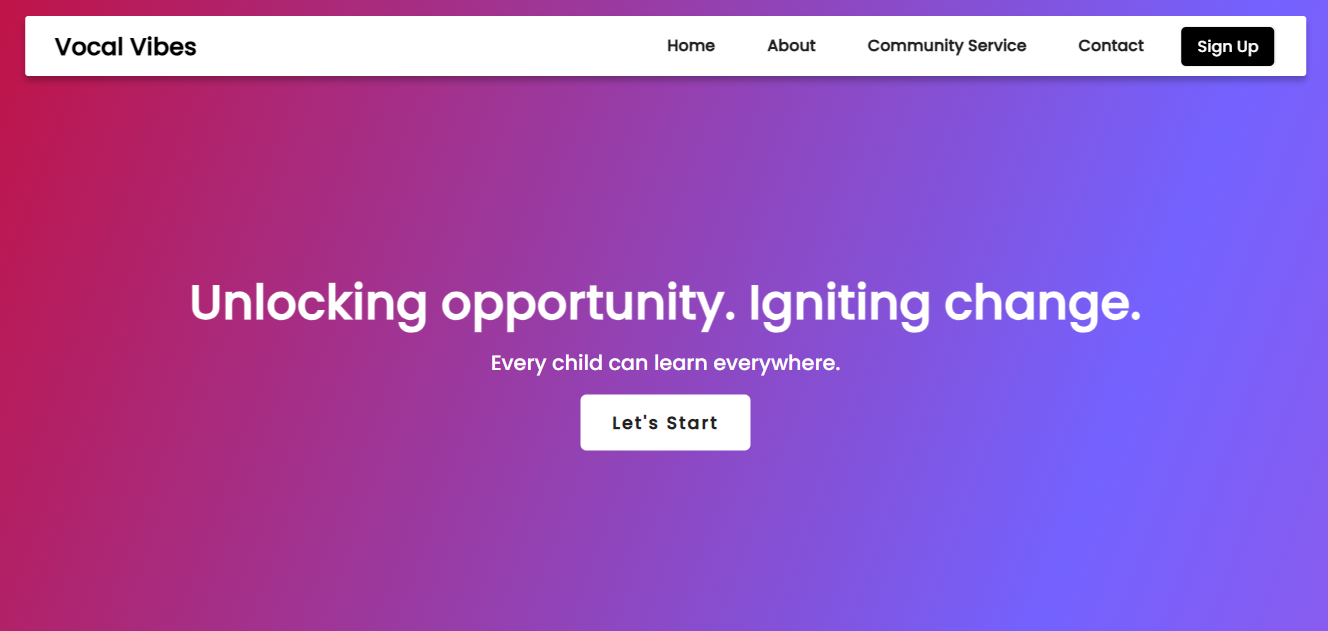 Vocal Vibes Home About Community Service Contact Sign Up
Unlocking opportunity. Igniting change.
Every child can learn everywhere.
Let's Start